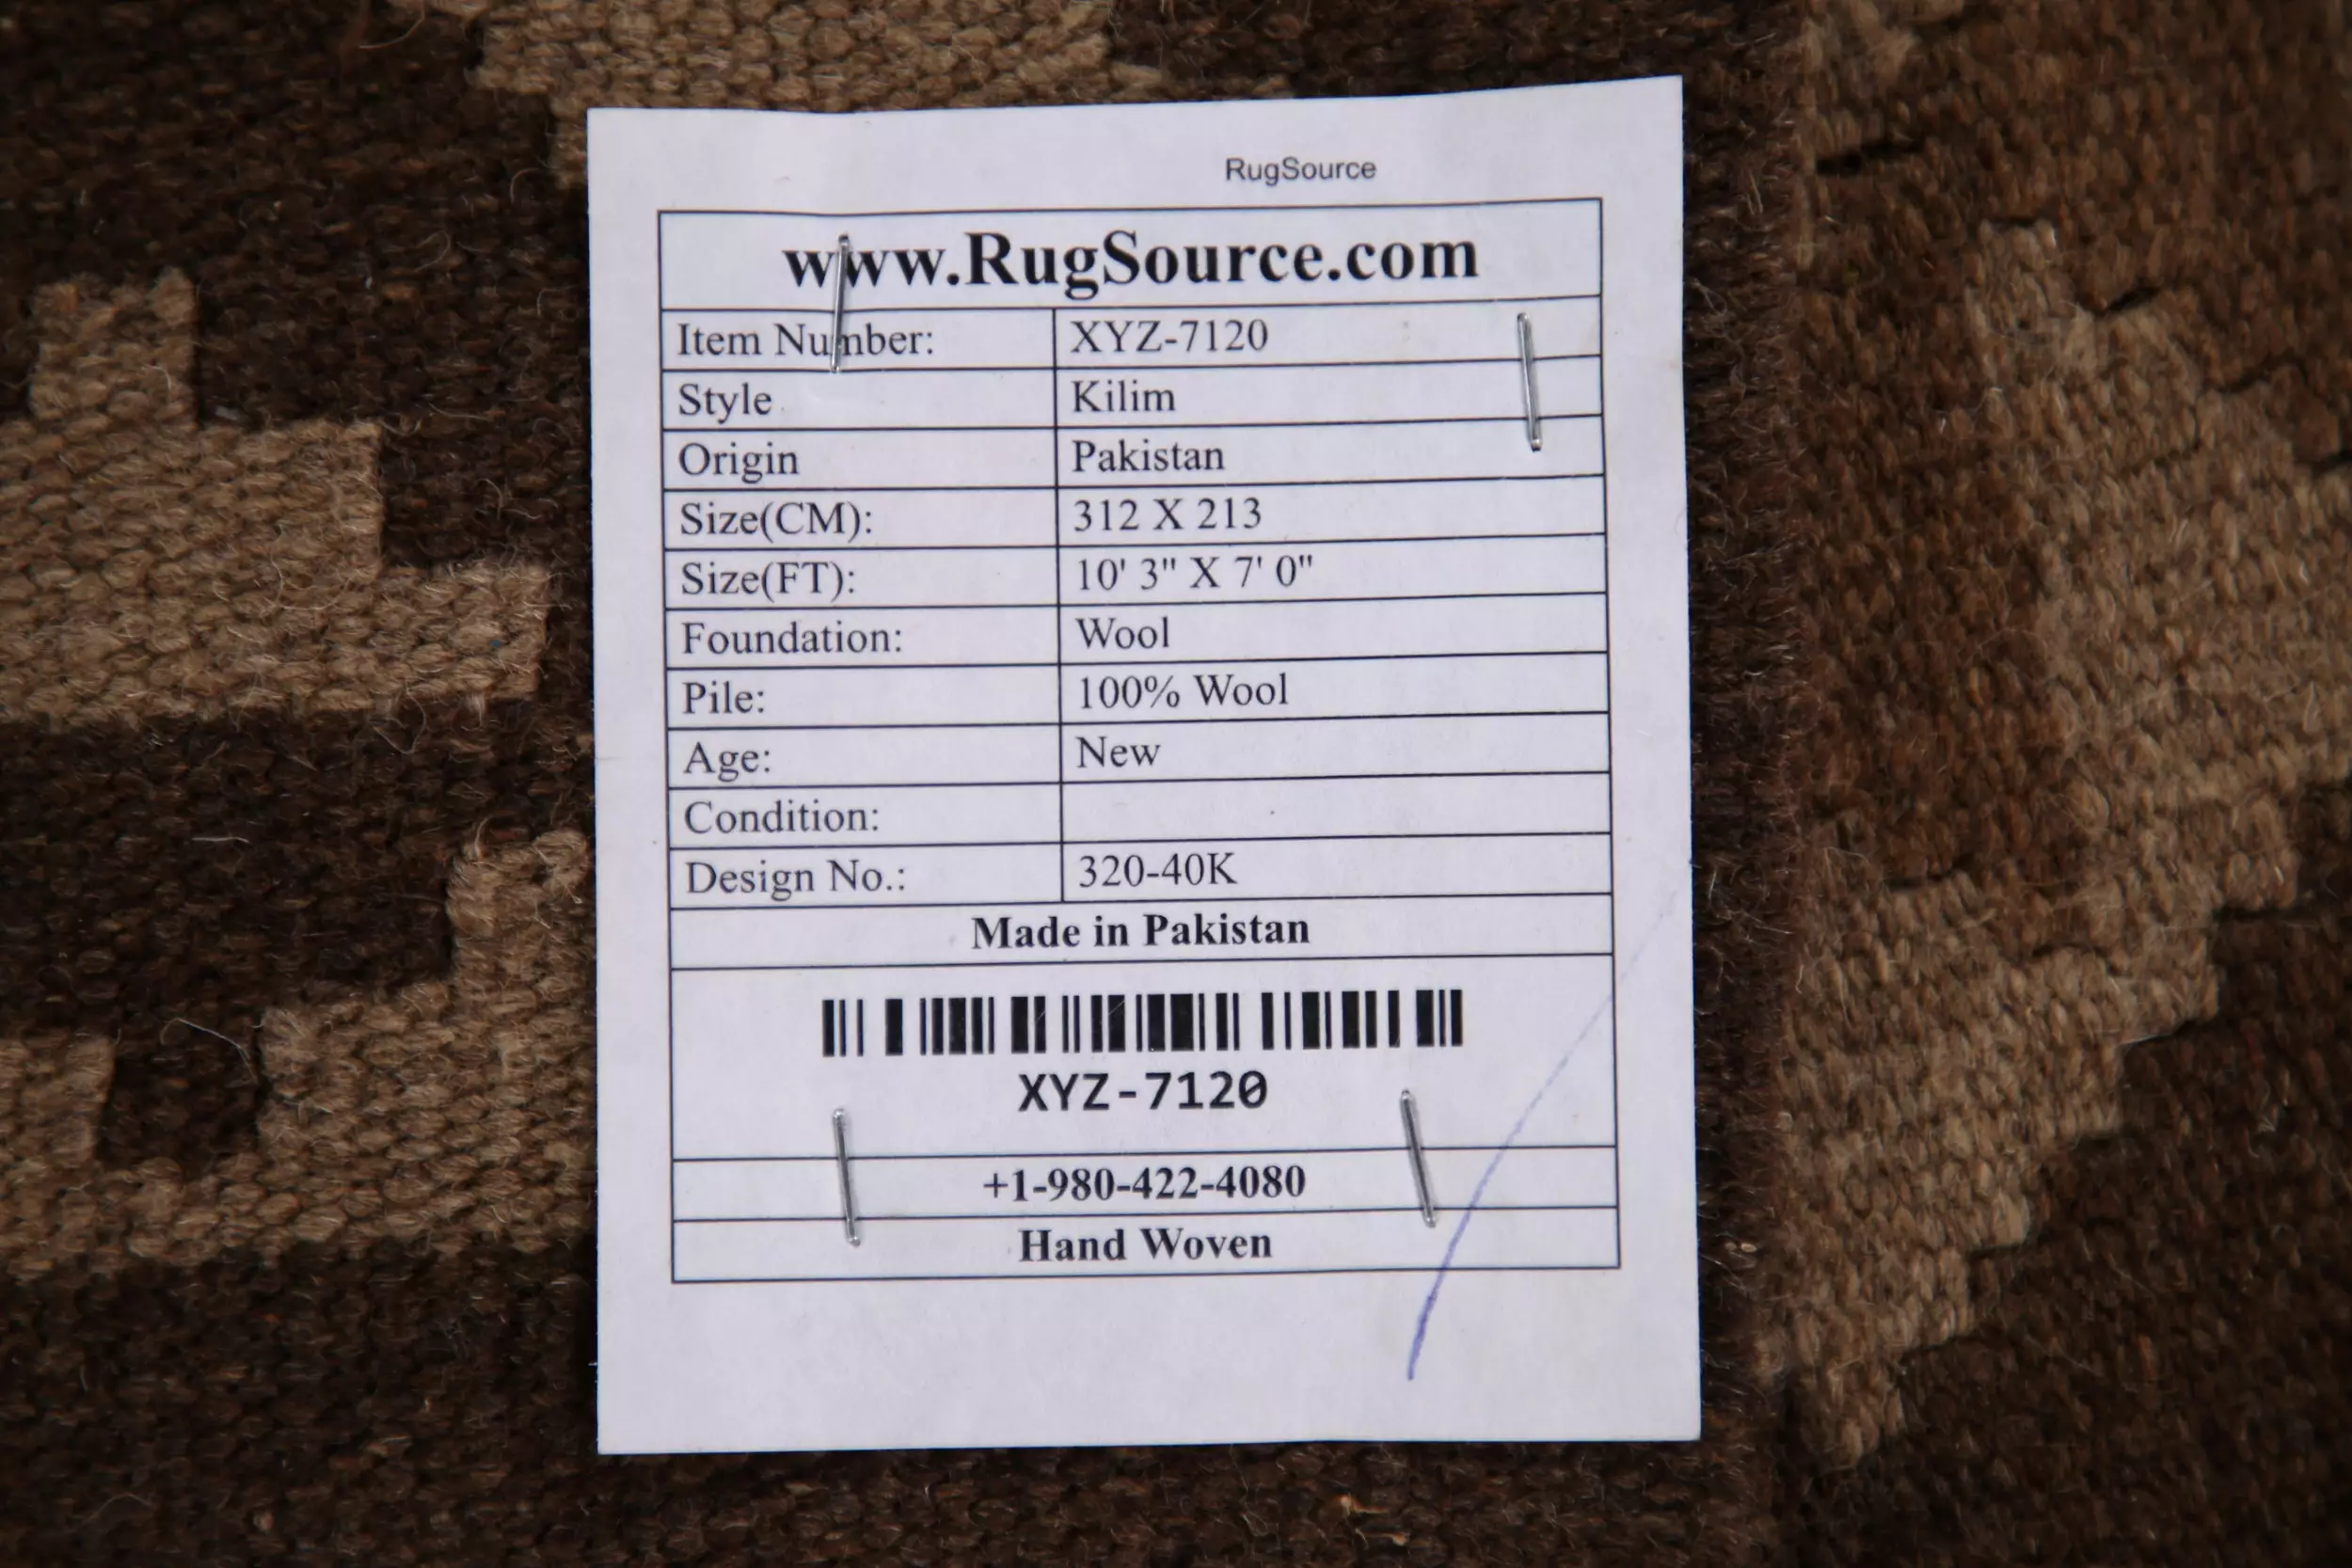 RugSource
www.RugSource.com
Item Number: XYZ-7120
Style Kilim
Origin Pakistan
Size(CM): 312 X 213
Size(FT): 10' 3" X 7' 0"
Foundation: Wool
Pile: 100% Wool
Age: New
Condition:
Design No.: 320-40K
Made in Pakistan
XYZ-7120
+1-980-422-4080
Hand Woven